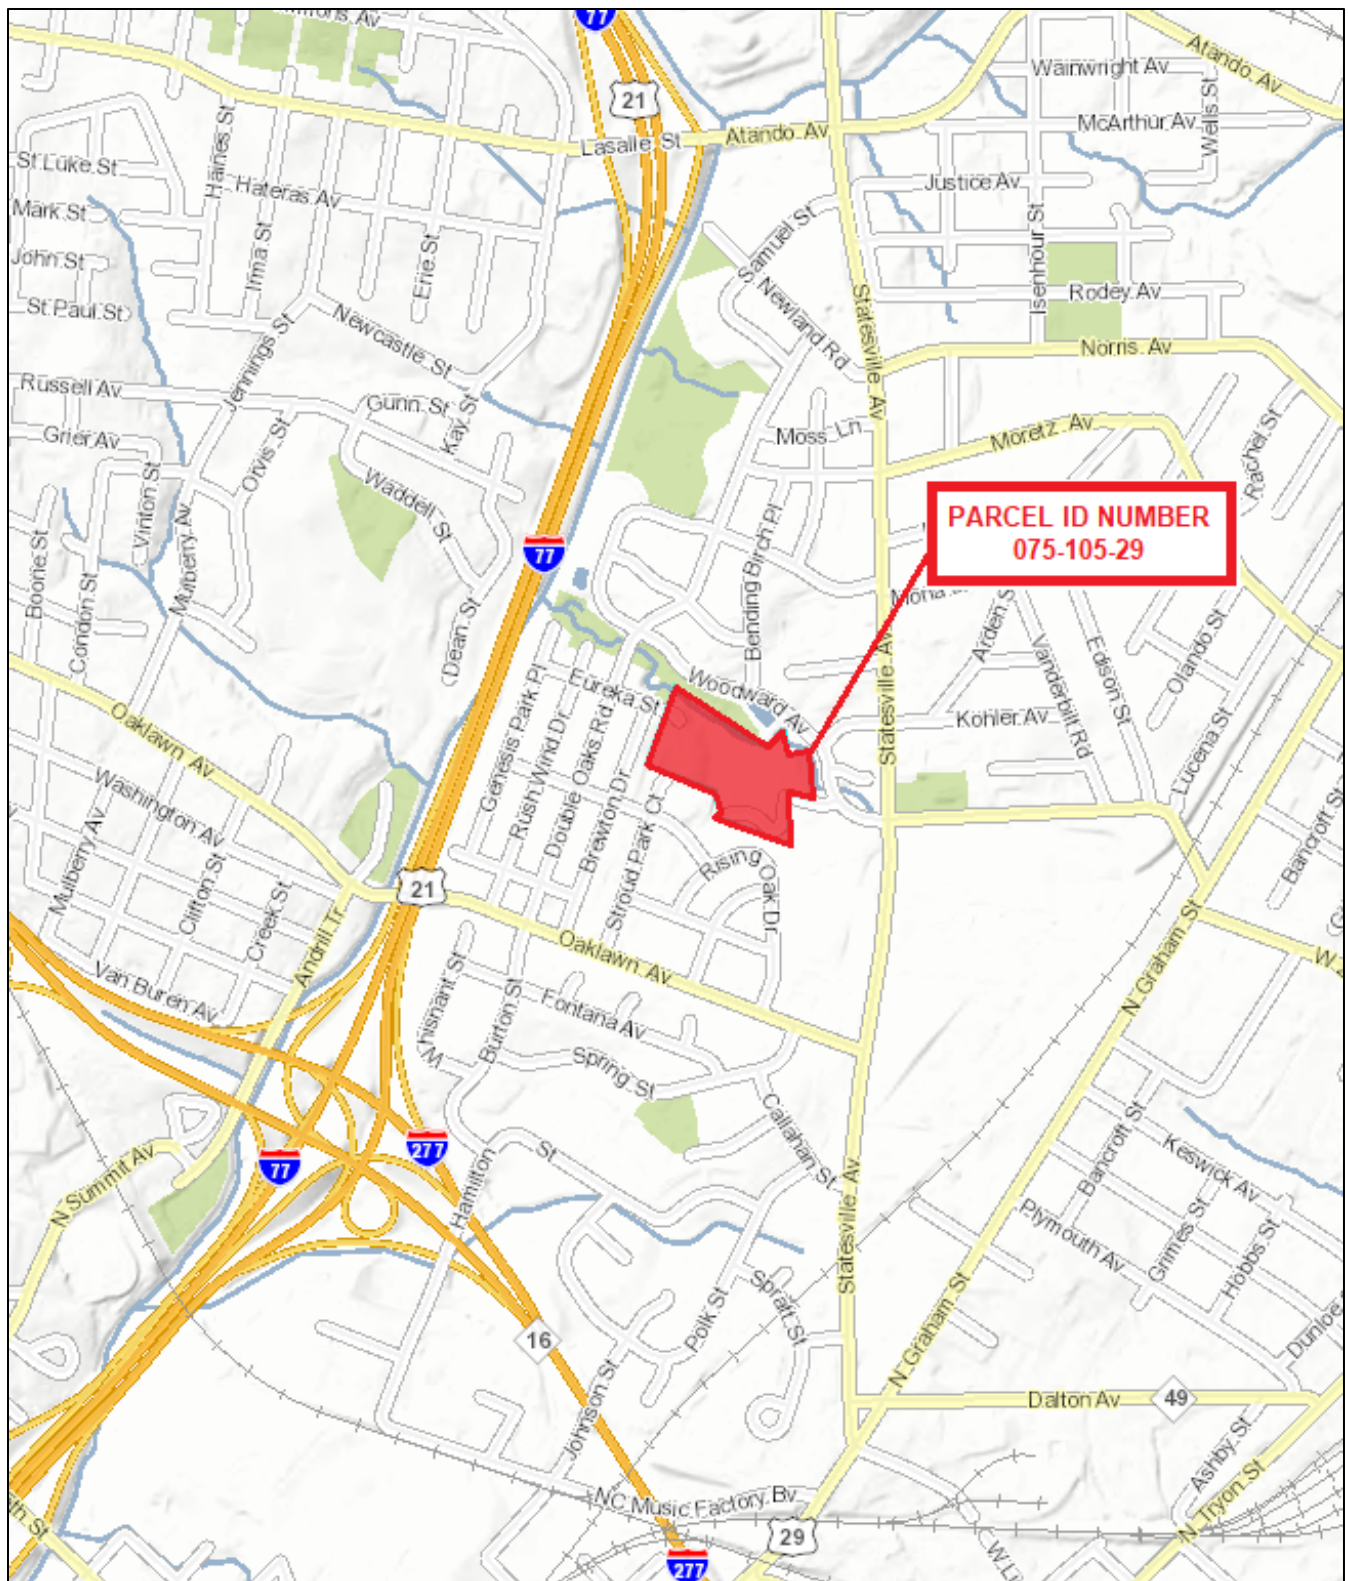 77
Atando Av
Wainwright Av
21
McArthur Av
Wells St
Lasalle St
Atando Av
St Luke St
Haines St
Hateras Av
Justice Av
Mark St
Samuel St
Isenhour St
John St
Irma St
Erie St
Newland Rd
Rodey Av
St Paul St
Newcastle St
Statesville Av
Norris Av
Jennings St
Russell Av
Gunn St
Kay St
Moss Ln
Moretz Av
Grier Av
Orvis St
Rachel St
Vinton St
Waddell St
Bending Birch Pl
PARCEL ID NUMBER
075-105-29
77
Boone St
Condon St
Mulberry Av
Dean St
Arden S
Vanderbilt Rd
Edison St
Olando St
Statesville Av
Eureka St
Woodward Av
Kohler Av
Oaklawn Av
Genesis Park Pl
Rush Wind Dr
Double Oaks Rd
Lucena St
Washington Av
Mulberry Av
Brewton Dr
Stroud Park Ct
Rising Oak Dr
Bancroft St
21
Clifton St
Creek St
Andrill Tr
Oaklawn Av
N Graham St
Van Buren Av
Whisnant St
Burton St
Fontana Av
Spring St
Callahan St
Bancroft St
Keswick Av
277
77
N Summit Av
Hamilton St
Statesville Av
Plymouth Av
Grimes St
Hobbs St
Spratt St
Polk St
N Graham St
16
Johnson St
Dalton Av
49
Ashby St
NC Music Factory Bv
N Tryon St
29
277